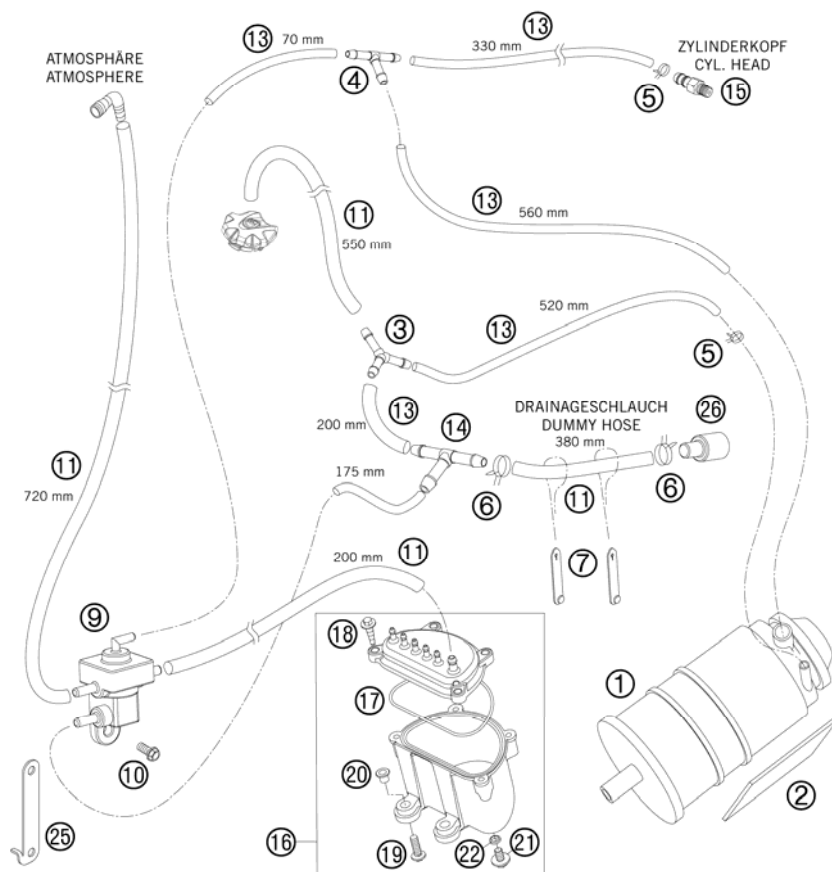 13
70 mm
4
13
330 mm
5
ZYLINDERKOPF
CYL. HEAD
15
ATMOSPHÄRE
ATMOSPHERE
11
550 mm
13
560 mm
3
13
520 mm
5
13
200 mm
14
DRAINAGESCHLAUCH
DUMMY HOSE
380 mm
26
11
720 mm
175 mm
6
11
6
200 mm
11
7
9
18
1
17
10
20
2
25
16
19
22
21